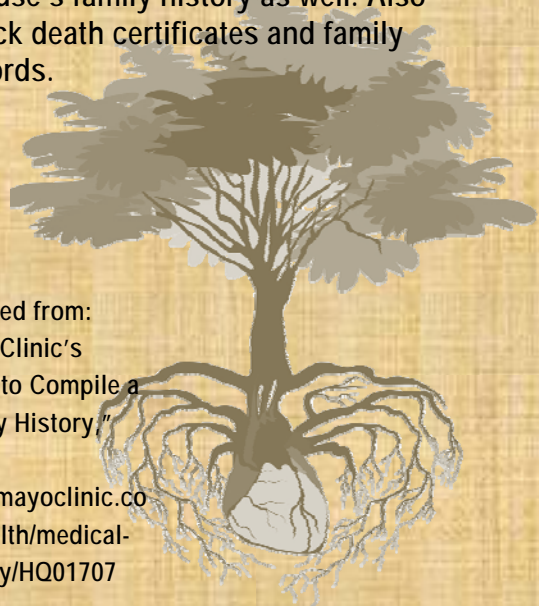 use's family history as well. Also
ck death certificates and family
ords.
ed from:
Clinic's
to Compile a
y History,"
mayoclinic.co
lth/medical-
y/HQ01707